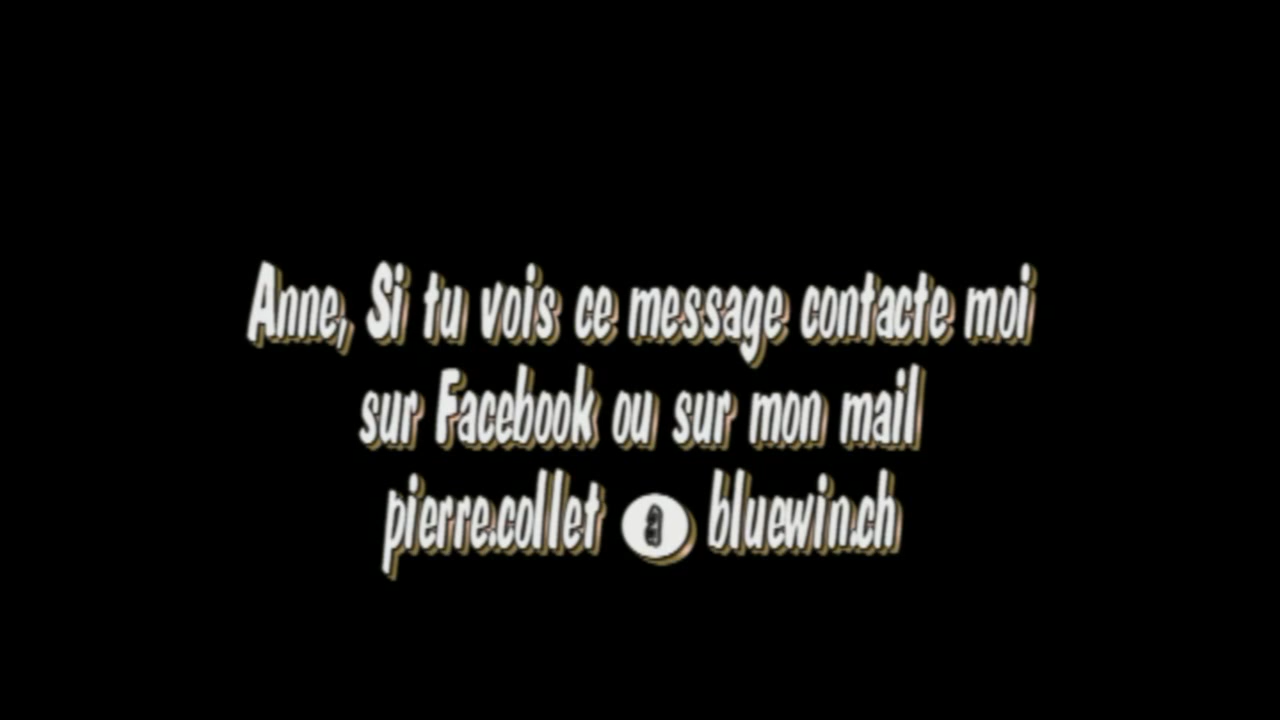 Anne, Si tu vois ce message contacte moi
sur Facebook ou sur mon mail
pierre.collet @ bluewin.ch